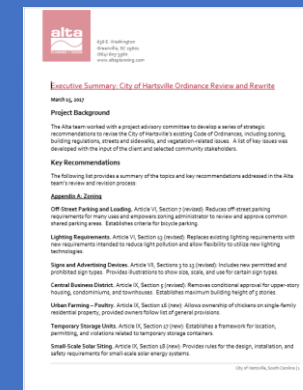 alta
638 E. Washington
Greenville, SC 29601
(864)
www.altaplanning.com
Executive Summary: City of Hartsville Ordinance Review and Rewrite
March 15, 2017
Project Background
The Alta team worked with a project advisory committee to develop a series of strategic
recommendations to revise the City of Hartsville's existing Code of Ordinances, including zoning,
building regulations, streets and sidewalks, and vegetation-related issues. A list of key issues was
developed with the input of the client and selected community stakeholders.
Key Recommendations
The following list provides a summary of the topics and key recommendations addressed in the Alta
team's review and revision process:
Appendix A: Zoning
Off-Street Parking and Loading. Article VI, Section 7 (revised): Reduces off-street parking
requirements for many uses and empowers zoning administrator to review and approve common
shared parking areas. Establishes criteria for bicycle parking.
Lighting Requirements. Article VI, Section 13 (revised): Replaces existing lighting requirements with
new requirements intended to reduce light pollution and allow flexibility to utilize new lighting
technologies.
Signs and Advertising Devices. Article VII, Sections 1 to 13 (revised): Includes new permitted and
prohibited sign types. Provides illustrations to show size, scale, and use for certain sign types.
Central Business District. Article IX, Section 5 (revised): Removes conditional approval for upper-story
housing, condominiums, and townhouses. Establishes maximum building height of 5 stories.
Urban Farming – Poultry. Article IX, Section 16 (new): Allows ownership of chickens on single-family
residential property, provided owners follow list of general provisions.
Temporary Storage Units. Article IX, Section 17 (new): Establishes a framework for location,
permitting, and violations related to temporary storage containers.
Small-Scale Solar Siting. Article IX, Section 18 (new): Provides rules for the design, installation, and
safety requirements for small-scale solar energy systems.
City of Hartsville, South Carolina | 1